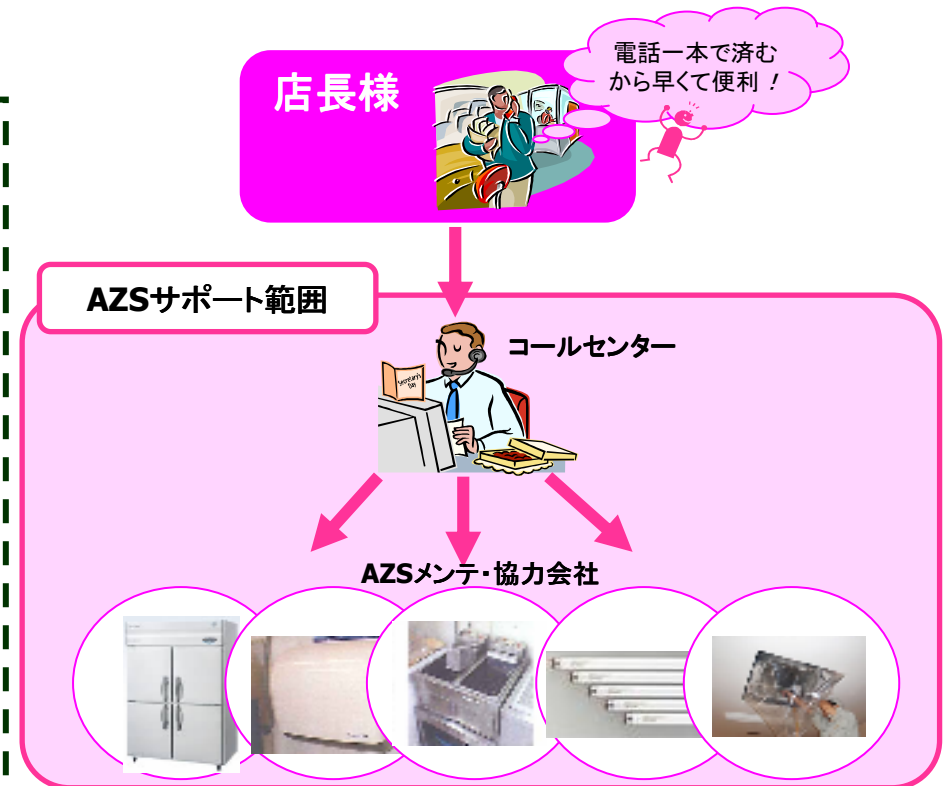 電話一本で済む
から早くて便利！
店長様
AZSサポート範囲
コールセンター
Secretary's
Day
AZSメンテ・協力会社